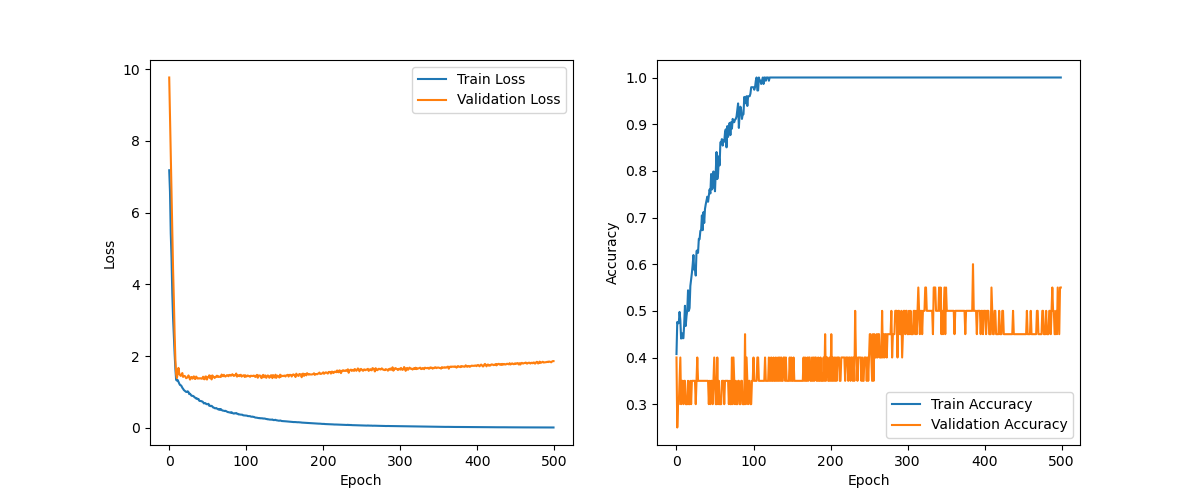 10
8
6
4
2
0
Loss
0 100 200 300 400 500
Epoch
Train Loss
Validation Loss
1.0
0.9
0.8
0.7
0.6
0.5
0.4
0.3
Accuracy
0 100 200 300 400 500
Epoch
Train Accuracy
Validation Accuracy